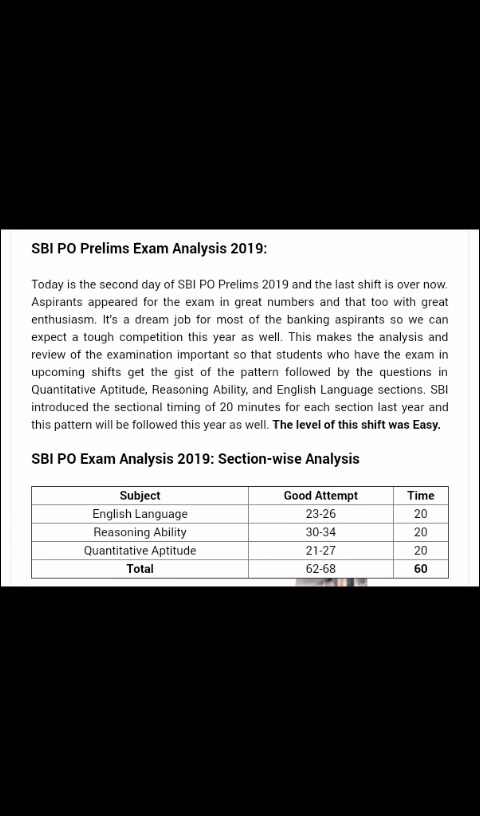 SBI PO Prelims Exam Analysis 2019:
Today is the second day of SBI PO Prelims 2019 and the last shift is over now.
Aspirants appeared for the exam in great numbers and that too with great
enthusiasm. It's a dream job for most of the banking aspirants so we can
expect a tough competition this year as well. This makes the analysis and
review of the examination important so that students who have the exam in
upcoming shifts get the gist of the pattern followed by the questions in
Quantitative Aptitude, Reasoning Ability, and English Language sections. SBI
introduced the sectional timing of 20 minutes for each section last year and
this pattern will be followed this year as well. The level of this shift was Easy.
SBI PO Exam Analysis 2019: Section-wise Analysis
Subject Good Attempt Time
English Language 23-26 20
Reasoning Ability 30-34 20
Quantitative Aptitude 21-27 20
Total 62-68 60